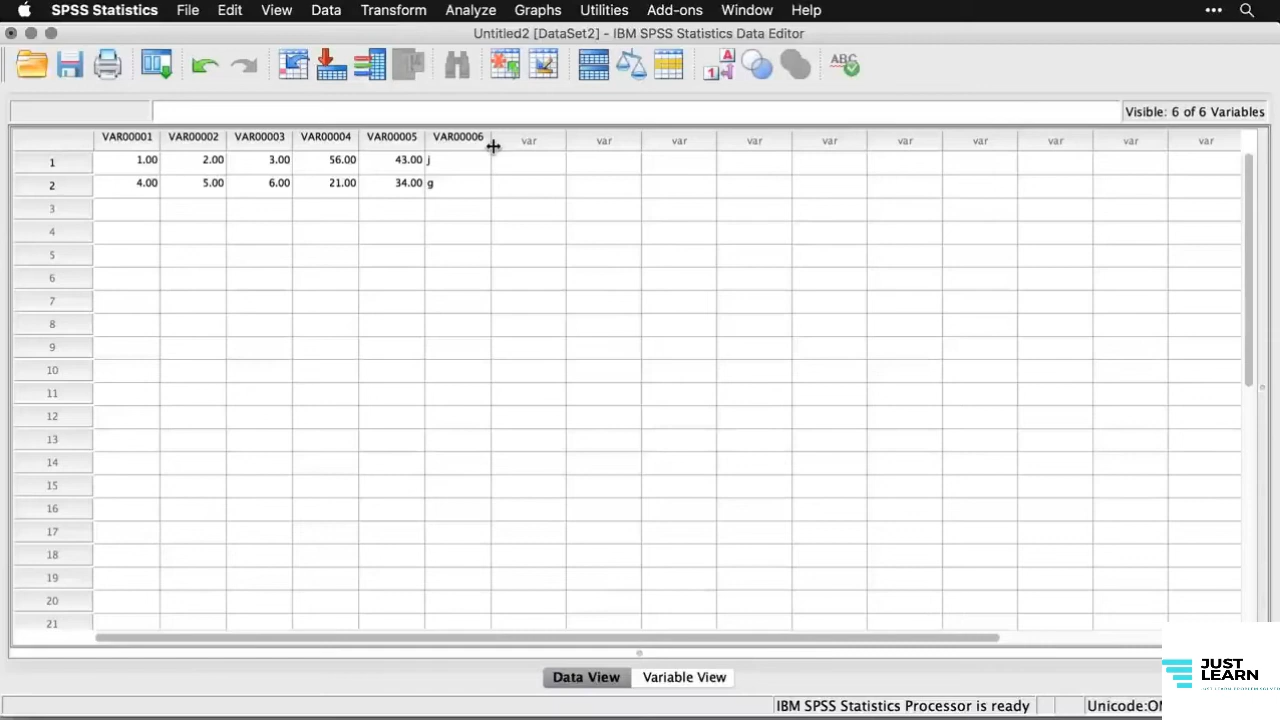 SPSS Statistics File Edit View Data Transform Analyze Graphs Utilities Add-ons Window Help
Untitled2 [DataSet2] - IBM SPSS Statistics Data Editor
Visible: 6 of 6 Variables
VAR00001 VAR00002 VAR00003 VAR00004 VAR00005 VAR00006 var var var var var var var var var var
1 1.00 2.00 3.00 56.00 43.00 j
2 4.00 5.00 6.00 21.00 34.00 g
3
4
5
6
7
8
9
10
11
12
13
14
15
16
17
18
19
20
21
Data View Variable View
JUST
LEARN
IBM SPSS Statistics Processor is ready